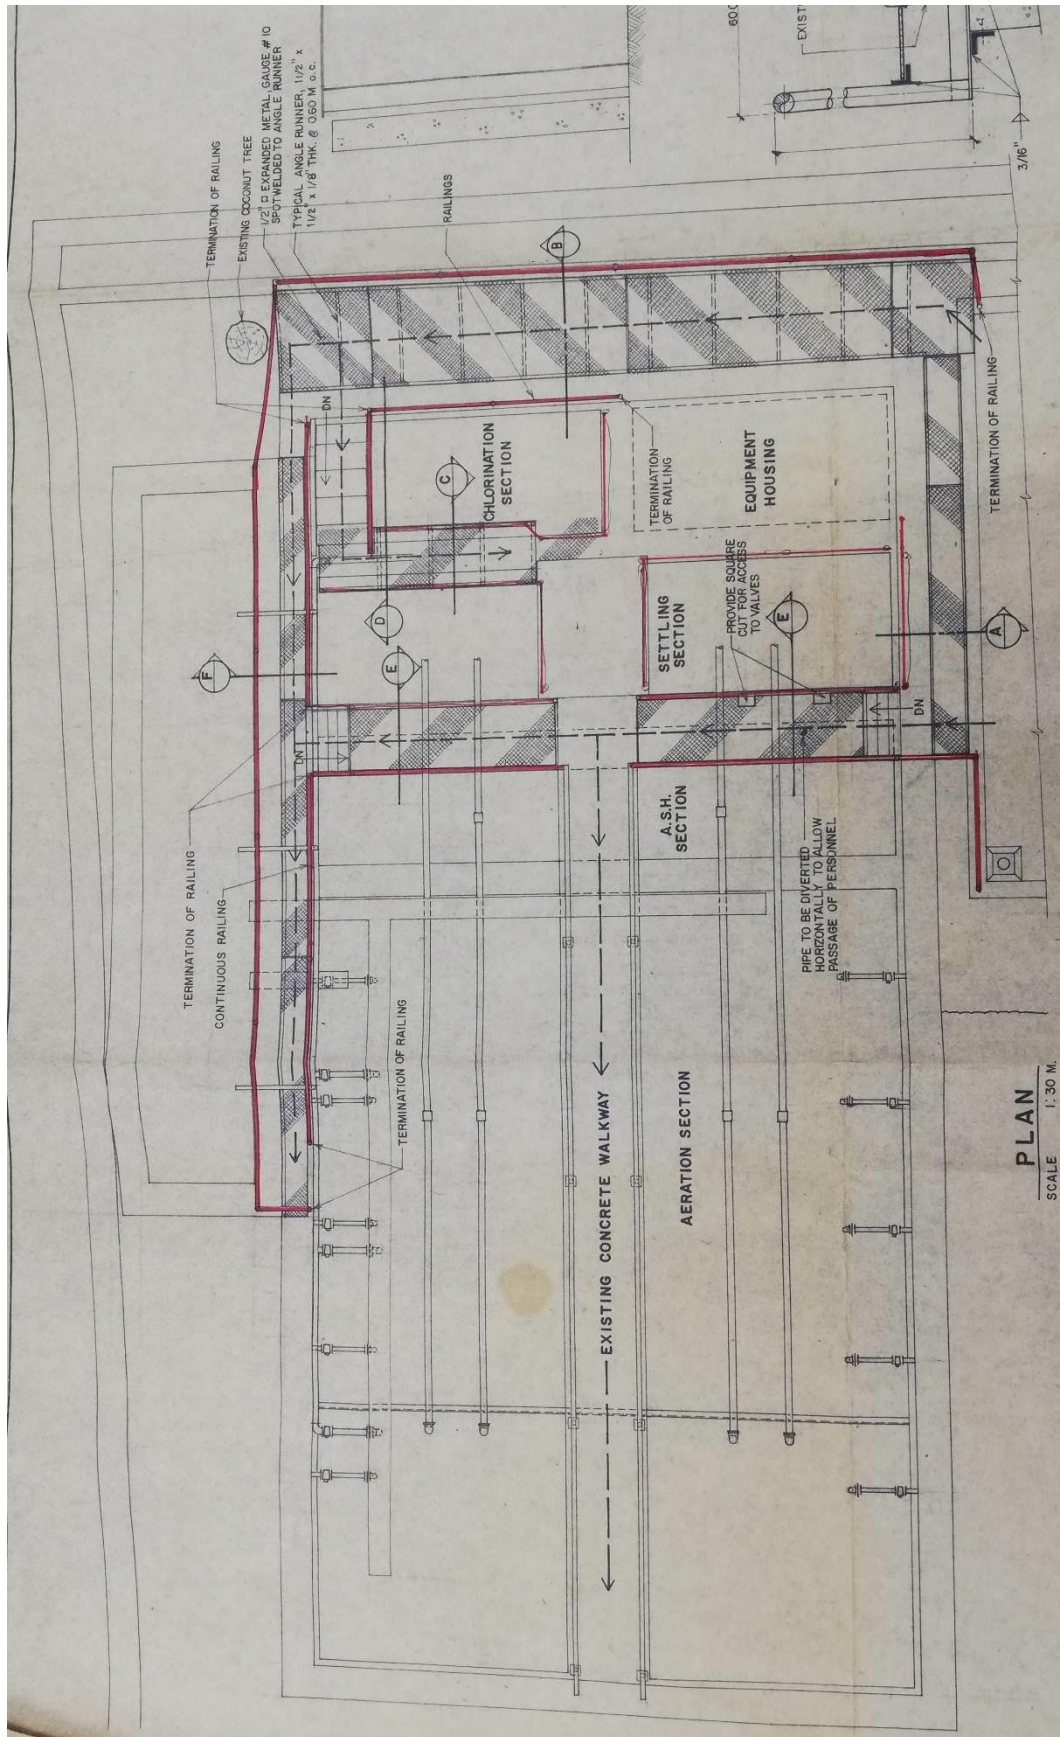 TERMINATION OF RAILING
EXISTING COCONUT TREE
1/2" □ EXPANDED METAL, GAUGE #10
SPOTWELDED TO ANGLE RUNNER
TYPICAL ANGLE RUNNER, 1 1/2" x
1 1/2" x 1/8" THK. @ 0.60 M o.c.
RAILINGS
600
EXIST
3/16"
TERMINATION OF RAILING
CONTINUOUS RAILING
TERMINATION OF RAILING
F
DN
DN
D
E
C
B
CHLORINATION
SECTION
TERMINATION
OF RAILING
EQUIPMENT
HOUSING
SETTLING
SECTION
PROVIDE SQUARE
CUT FOR ACCESS
TO VALVES
E
A
DN
TERMINATION OF RAILING
A.S.H.
SECTION
PIPE TO BE DIVERTED
HORIZONTALLY TO ALLOW
PASSAGE OF PERSONNEL
EXISTING CONCRETE WALKWAY
AERATION SECTION
PLAN
SCALE 1:30 M.